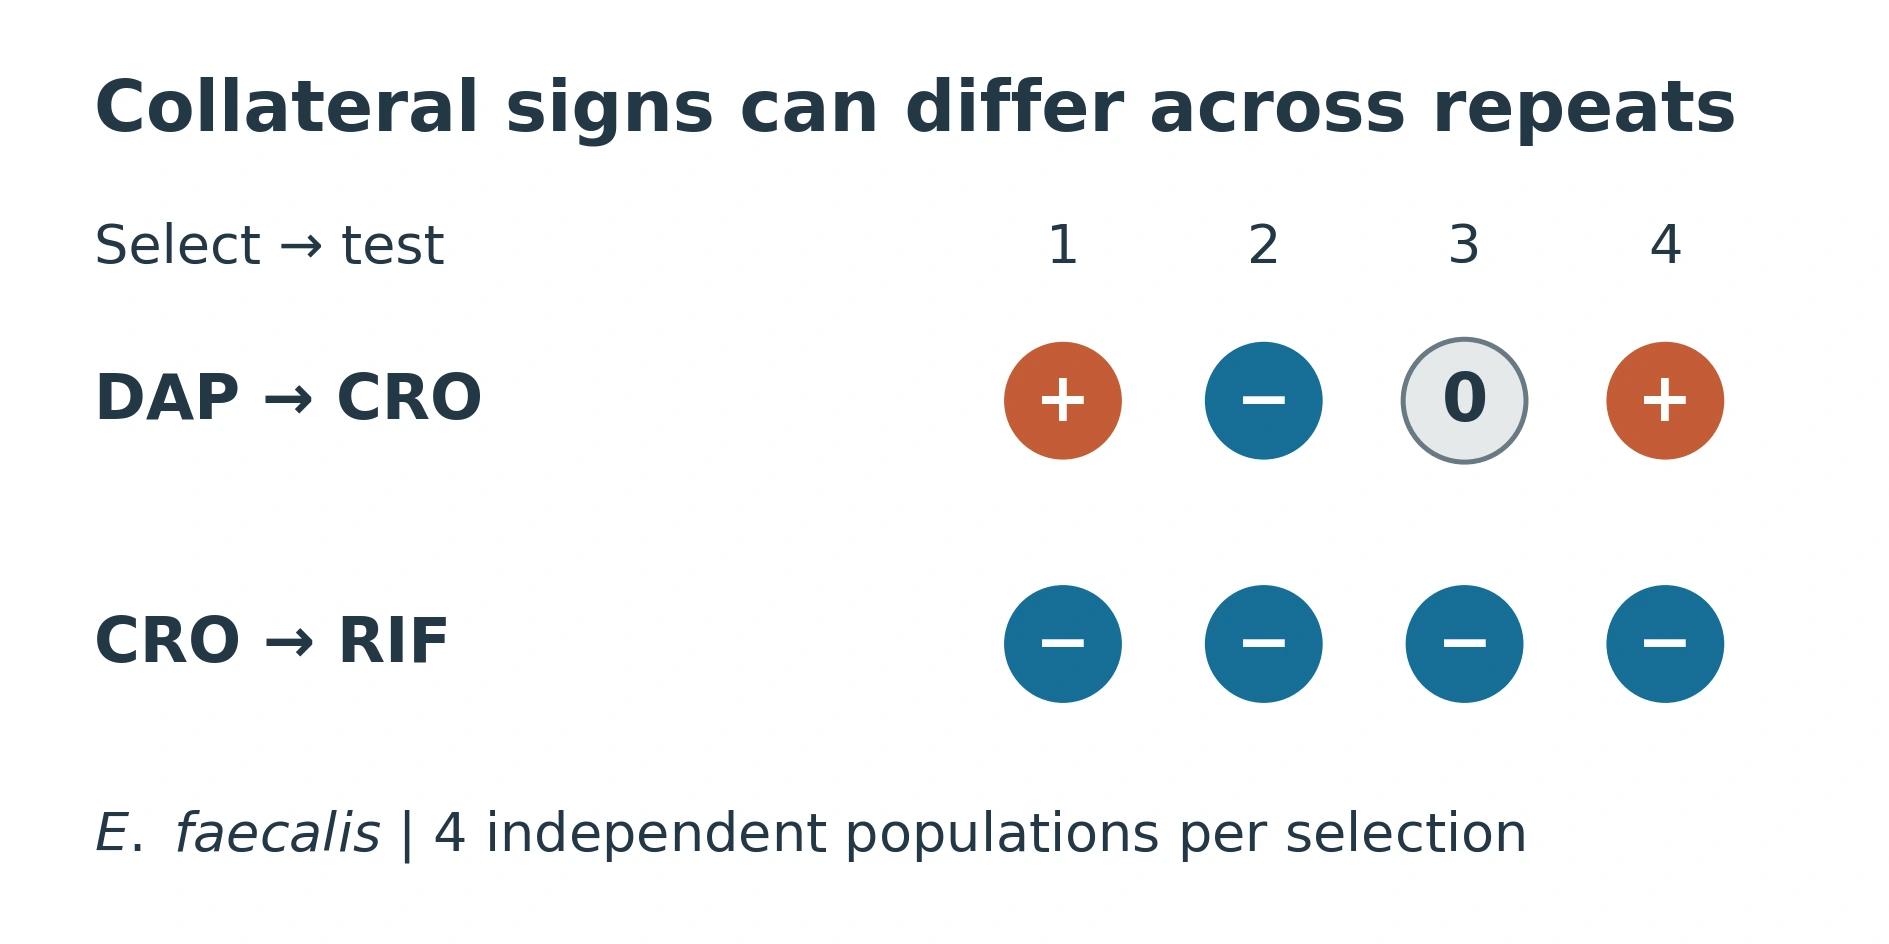 Collateral signs can differ across repeats
Select → test 1 2 3 4
DAP → CRO + − 0 +
CRO → RIF − − − −
E. faecalis | 4 independent populations per selection